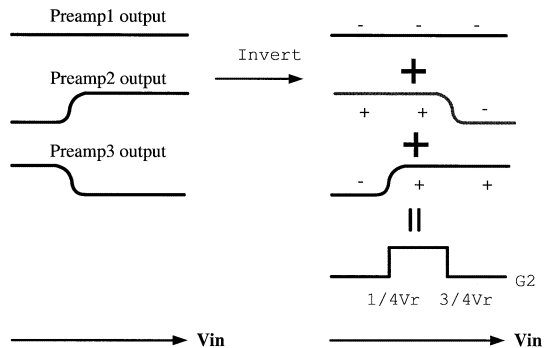 Preamp1 output
Invert
- - -
+
Preamp2 output
+ + -
+
Preamp3 output
- + +
=
G2
1/4Vr 3/4Vr
Vin
Vin